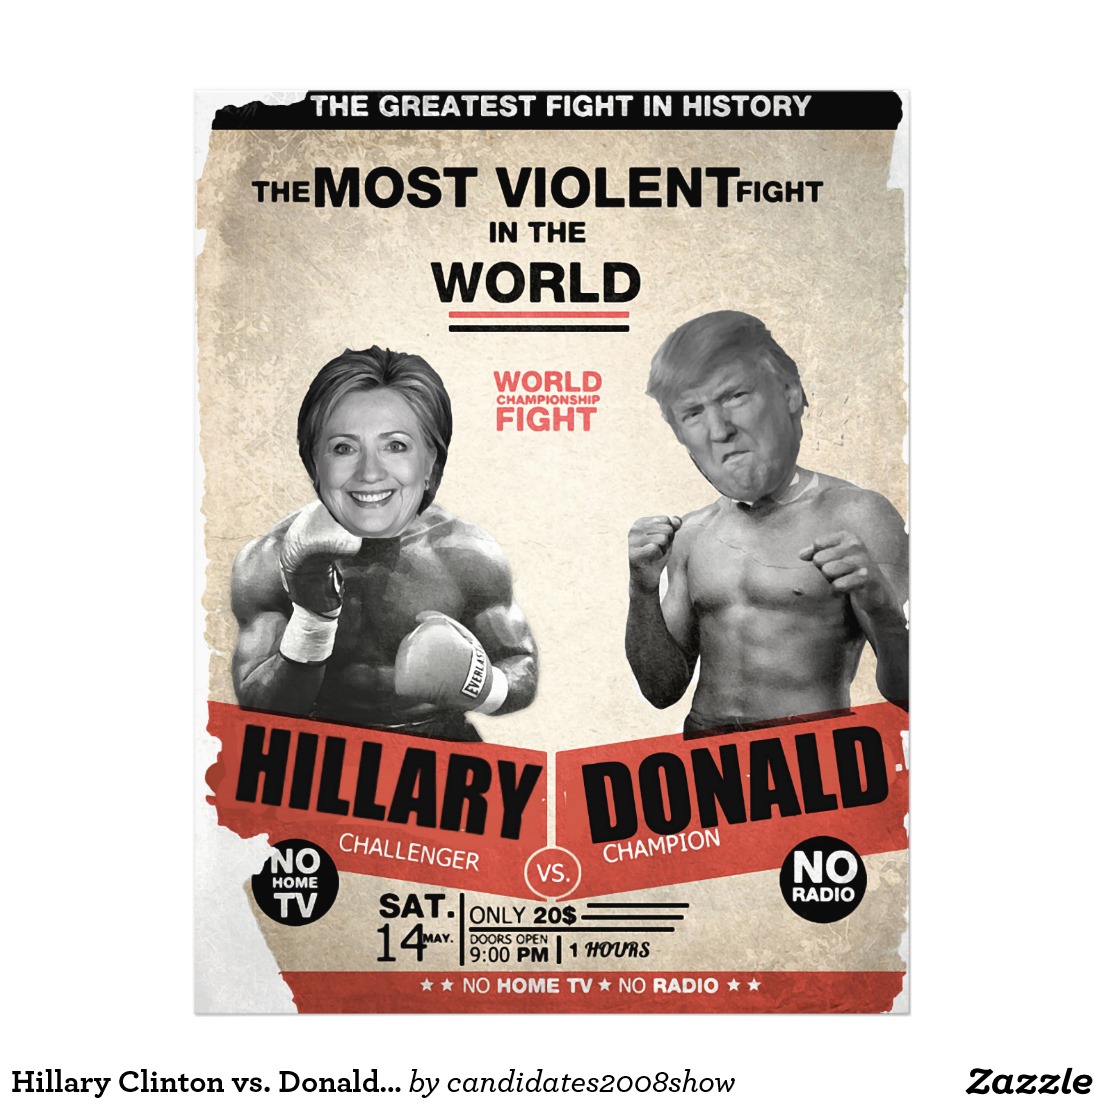 THE GREATEST FIGHT IN HISTORY
THE MOST VIOLENT FIGHT
IN THE
WORLD
WORLD
CHAMPIONSHIP
FIGHT
EVERLAST
HILLARY
DONALD
CHALLENGER
CHAMPION
VS.
NO
HOME
TV
NO
RADIO
SAT.
14 MAY.
ONLY 20$
DOORS OPEN
9:00 PM
1 HOURS
★ ★ NO HOME TV ★ NO RADIO ★ ★
Hillary Clinton vs. Donald... by candidates2008show
Zazzle